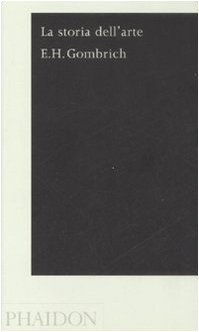 La storia dell'arte
E.H. Gombrich
PHAIDON